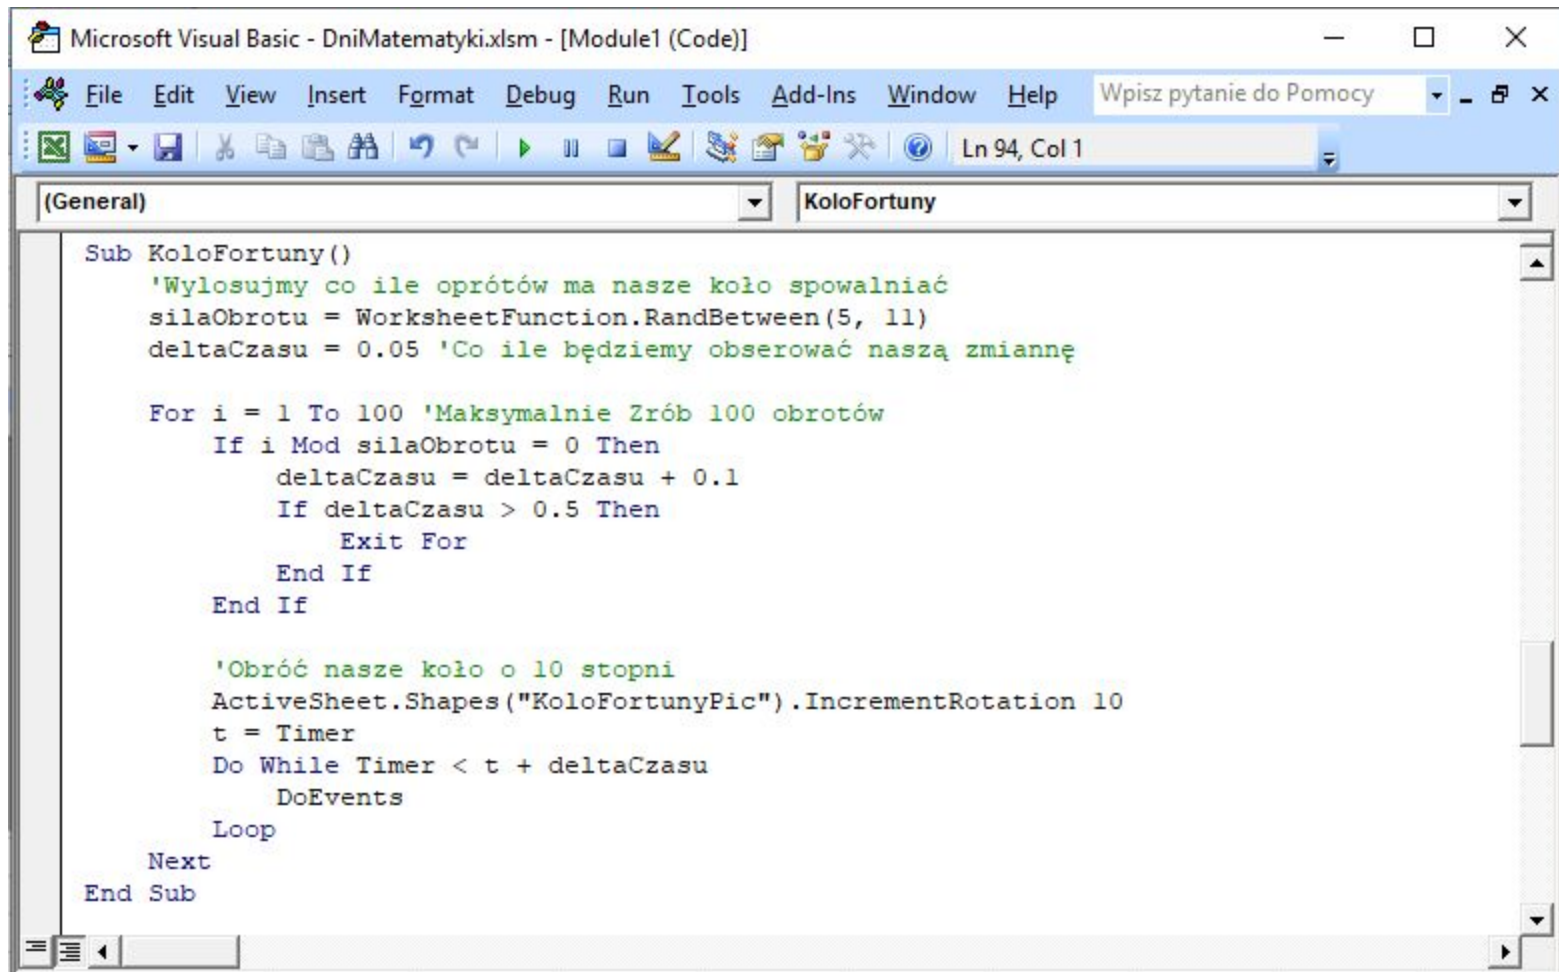 Microsoft Visual Basic - DniMatematyki.xlsm - [Module1 (Code)]
File Edit View Insert Format Debug Run Tools Add-Ins Window Help Wpisz pytanie do Pomocy
Ln 94, Col 1
(General) KoloFortuny
Sub KoloFortuny()
'Wylosujmy co ile oprótów ma nasze koło spowalniać
silaObrotu = WorksheetFunction.RandBetween(5, 11)
deltaCzasu = 0.05 'Co ile będziemy obserować naszą zmiannę
For i = 1 To 100 'Maksymalnie Zrób 100 obrotów
If i Mod silaObrotu = 0 Then
deltaCzasu = deltaCzasu + 0.1
If deltaCzasu > 0.5 Then
Exit For
End If
End If
'Obróć nasze koło o 10 stopni
ActiveSheet.Shapes("KoloFortunyPic").IncrementRotation 10
t = Timer
Do While Timer < t + deltaCzasu
DoEvents
Loop
Next
End Sub